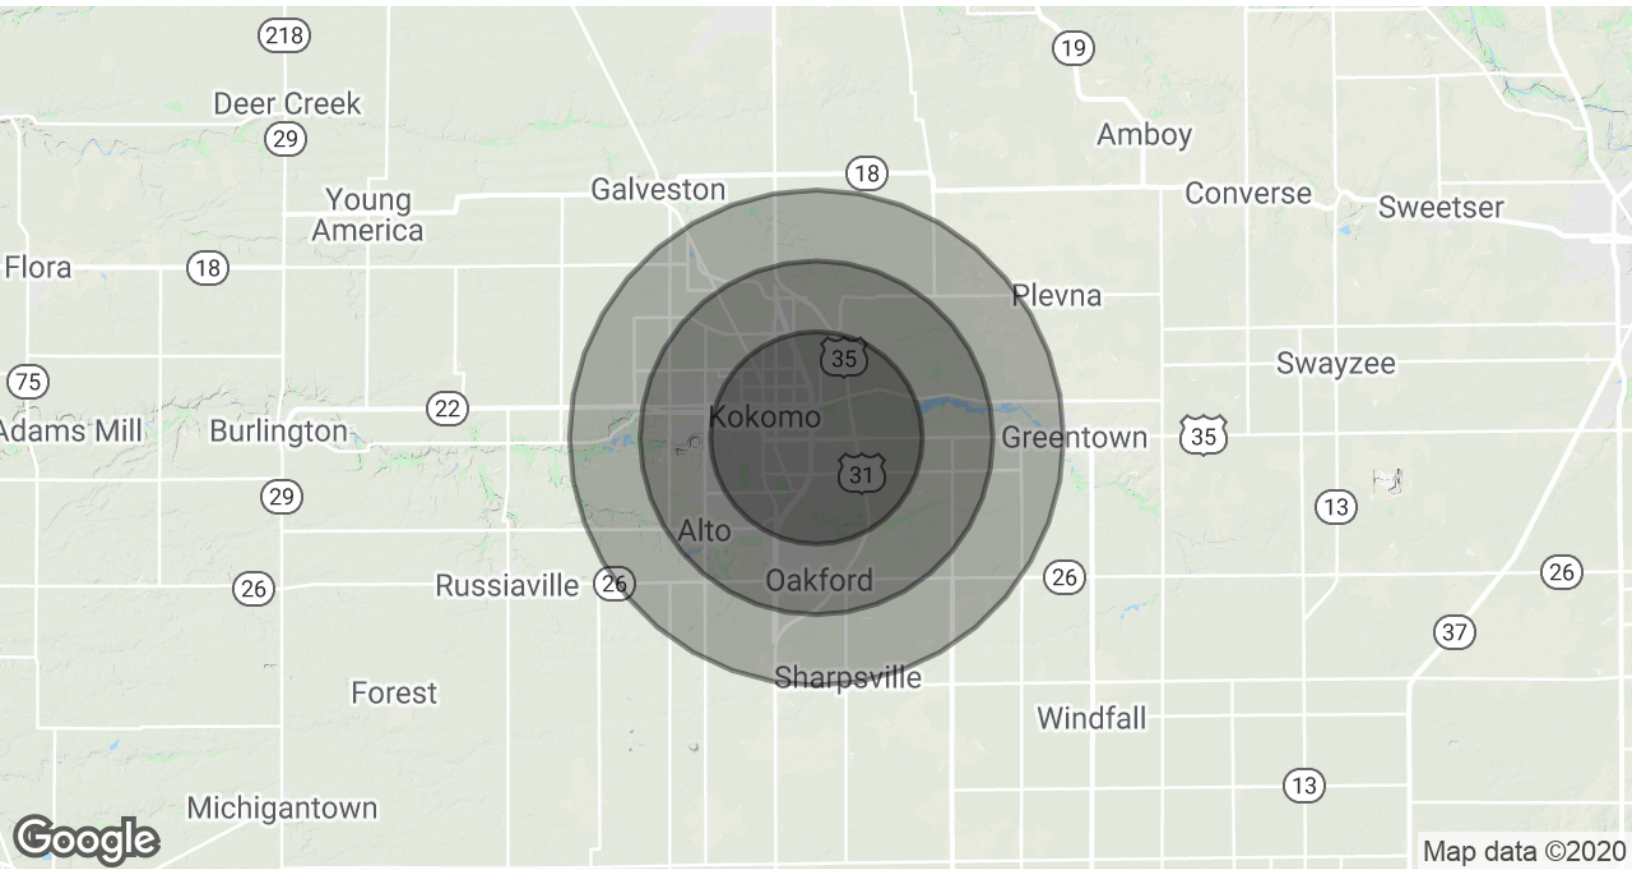 218
19
Deer Creek
29
Amboy
18
Galveston
Young
America
Converse
Sweetser
Flora
18
Plevna
35
Swayzee
75
22
Kokomo
Adams Mill
Burlington
Greentown
35
31
29
13
Alto
26
Russiaville
26
Oakford
26
26
37
Sharpsville
Forest
Windfall
13
Michigantown
Google
Map data ©2020